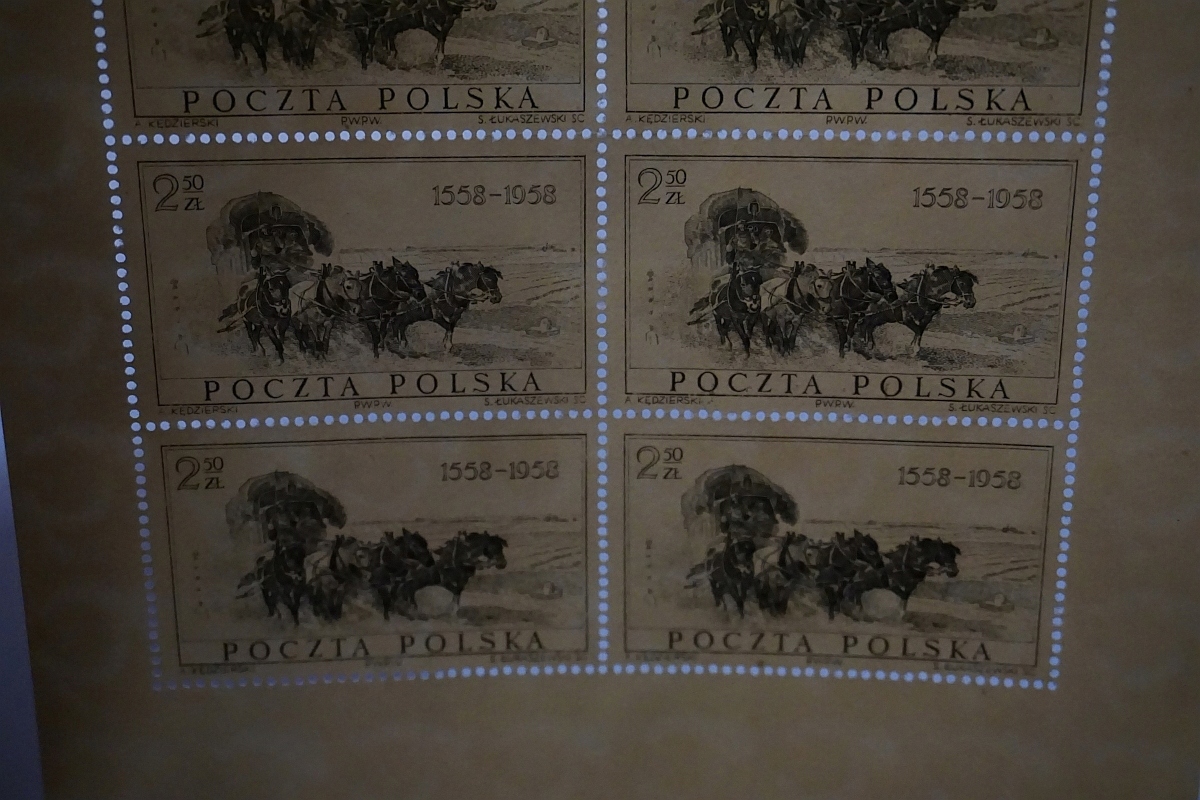 POCZTA POLSKA POCZTA POLSKA
A. KĘDZIERSKI P.W.P.W. S. ŁUKASZEWSKI SC. A. KĘDZIERSKI P.W.P.W. S. ŁUKASZEWSKI SC.
2 50 ZŁ 1558-1958 2 50 ZŁ 1558-1958
POCZTA POLSKA POCZTA POLSKA
A. KĘDZIERSKI P.W.P.W. S. ŁUKASZEWSKI SC. A. KĘDZIERSKI P.W.P.W. S. ŁUKASZEWSKI SC.
2 50 ZŁ 1558-1958 2 50 ZŁ 1558-1958
POCZTA POLSKA POCZTA POLSKA